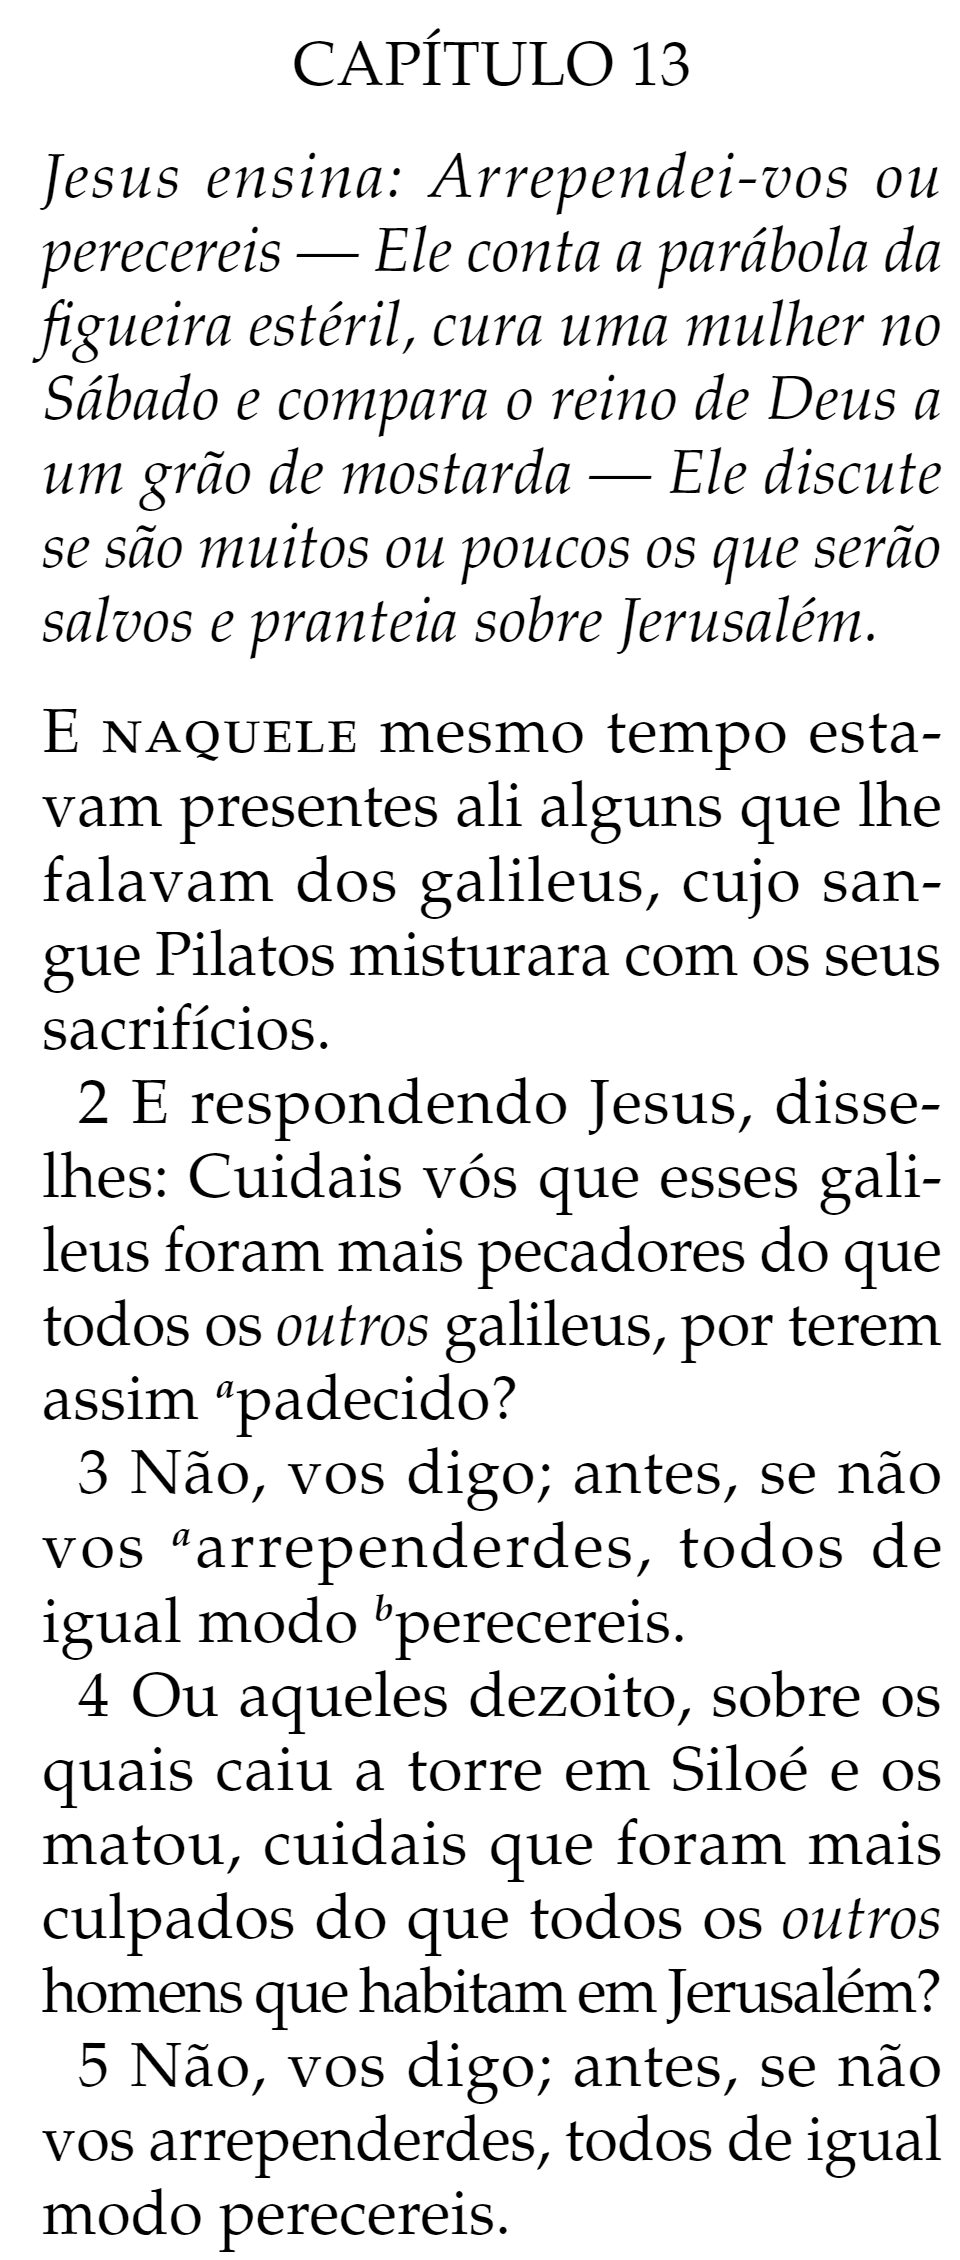 CAPÍTULO 13
Jesus ensina: Arrependei-vos ou
perecereis — Ele conta a parábola da
figueira estéril, cura uma mulher no
Sábado e compara o reino de Deus a
um grão de mostarda — Ele discute
se são muitos ou poucos os que serão
salvos e pranteia sobre Jerusalém.
E NAQUELE mesmo tempo esta-
vam presentes ali alguns que lhe
falavam dos galileus, cujo san-
gue Pilatos misturara com os seus
sacrifícios.
2 E respondendo Jesus, disse-
lhes: Cuidais vós que esses gali-
leus foram mais pecadores do que
todos os outros galileus, por terem
assim apadecido?
3 Não, vos digo; antes, se não
vos aarrependerdes, todos de
igual modo bperecereis.
4 Ou aqueles dezoito, sobre os
quais caiu a torre em Siloé e os
matou, cuidais que foram mais
culpados do que todos os outros
homens que habitam em Jerusalém?
5 Não, vos digo; antes, se não
vos arrependerdes, todos de igual
modo perecereis.